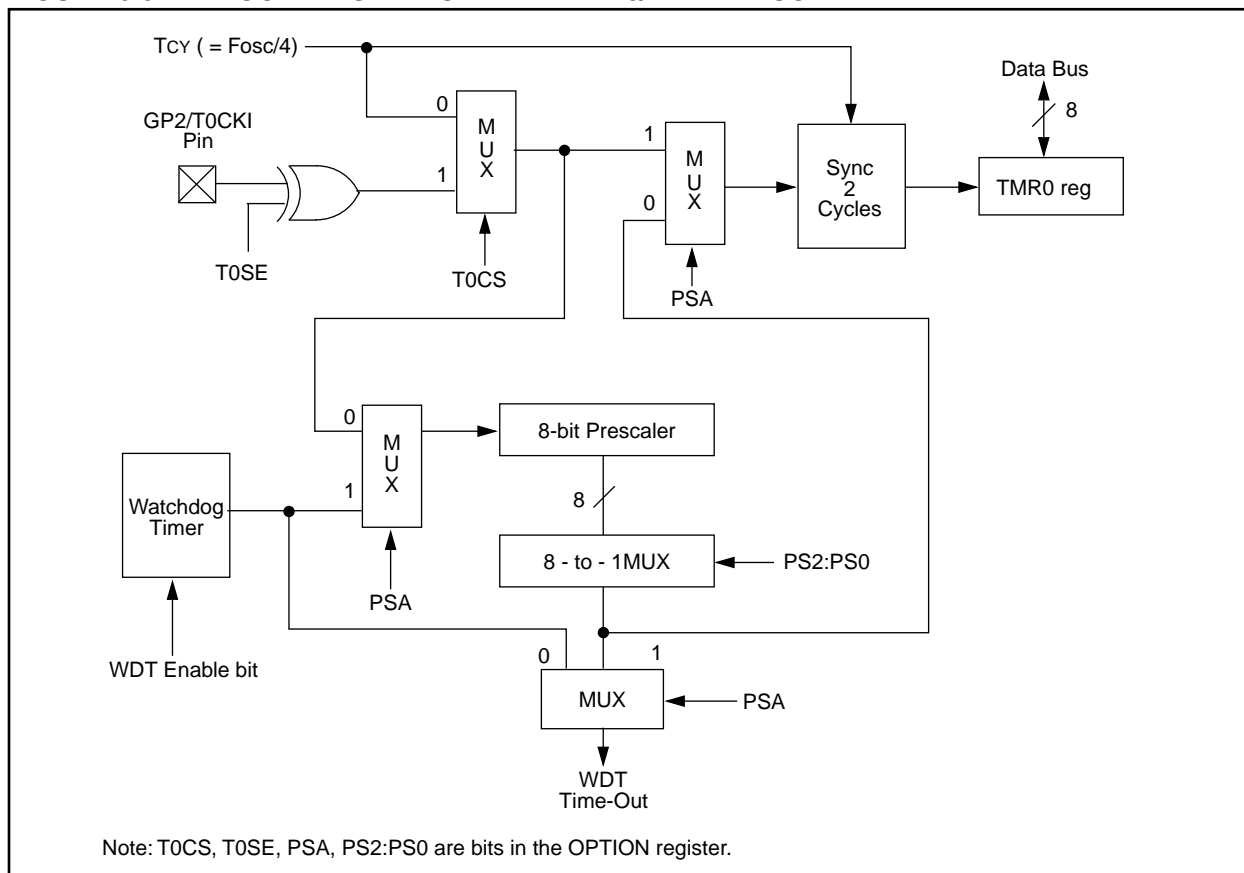 TCY ( = Fosc/4)
Data Bus
GP2/T0CKI
Pin
0
M
U
X
1
8
1
M
U
X
0
Sync
2
Cycles
TMR0 reg
T0SE
T0CS
PSA
0
M
U
X
1
8-bit Prescaler
Watchdog
Timer
8
8 - to - 1MUX
PS2:PS0
PSA
WDT Enable bit
0
1
MUX
PSA
WDT
Time-Out
Note: T0CS, T0SE, PSA, PS2:PS0 are bits in the OPTION register.